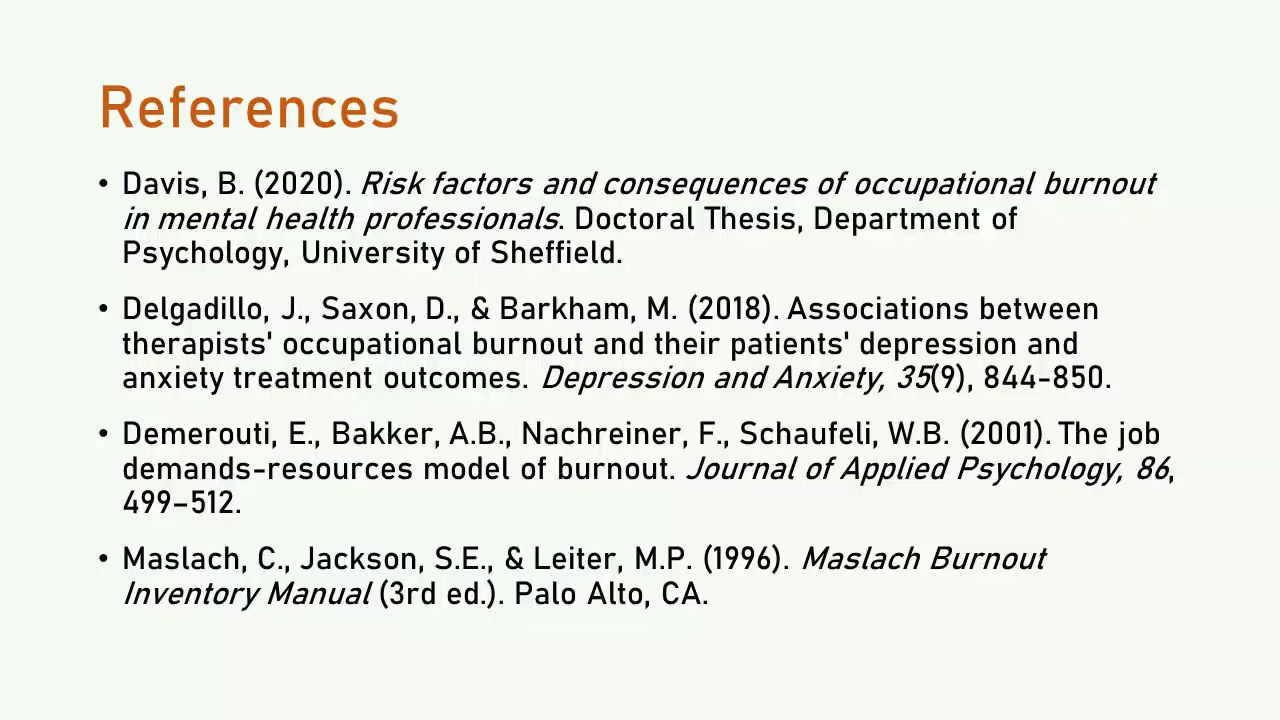 References
• Davis, B. (2020). Risk factors and consequences of occupational burnout
in mental health professionals. Doctoral Thesis, Department of
Psychology, University of Sheffield.
• Delgadillo, J., Saxon, D., & Barkham, M. (2018). Associations between
therapists' occupational burnout and their patients' depression and
anxiety treatment outcomes. Depression and Anxiety, 35(9), 844-850.
• Demerouti, E., Bakker, A.B., Nachreiner, F., Schaufeli, W.B. (2001). The job
demands-resources model of burnout. Journal of Applied Psychology, 86,
499–512.
• Maslach, C., Jackson, S.E., & Leiter, M.P. (1996). Maslach Burnout
Inventory Manual (3rd ed.). Palo Alto, CA.